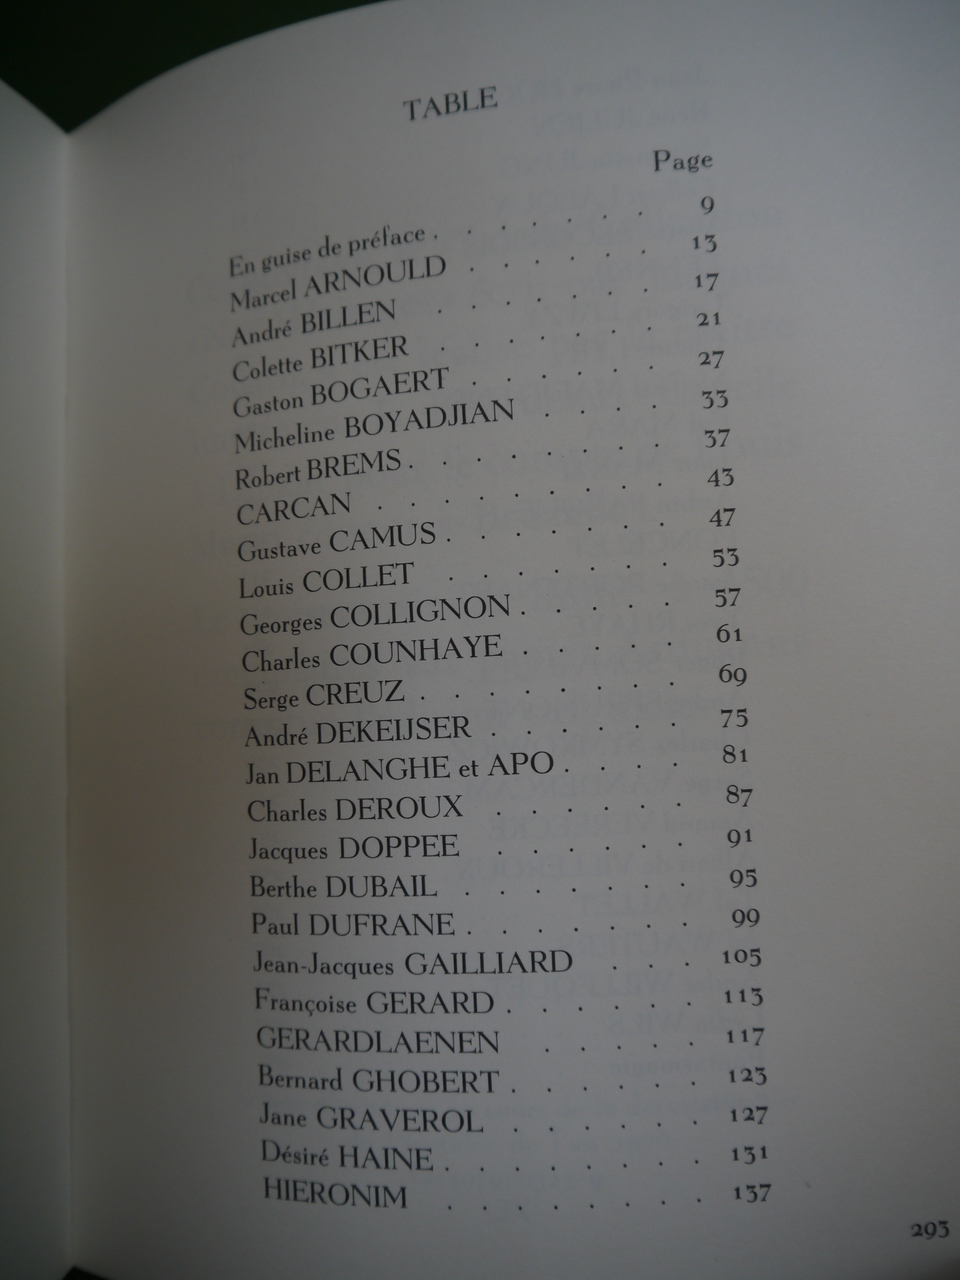 TABLE
Page
En guise de préface . . . . . . . 9
Marcel ARNOULD . . . . . . 13
André BILLEN . . . . . . . 17
Colette BITKER . . . . . . . 21
Gaston BOGAERT . . . . . . 27
Micheline BOYADJIAN . . . . 33
Robert BREMS . . . . . . . . 37
CARCAN . . . . . . . . . 43
Gustave CAMUS . . . . . . . 47
Louis COLLET . . . . . . . 53
Georges COLLIGNON . . . . . 57
Charles COUNHAYE . . . . . 61
Serge CREUZ . . . . . . . . 69
André DEKEIJSER . . . . . . 75
Jan DELANGHE et APO . . . . 81
Charles DEROUX . . . . . . 87
Jacques DOPPEE . . . . . . 91
Berthe DUBAIL . . . . . . . 95
Paul DUFRANE . . . . . . . 99
Jean-Jacques GAILLIARD . . . 105
Françoise GERARD . . . . . . 113
GERARDLAENEN . . . . . 117
Bernard GHOBERT . . . . . . 123
Jane GRAVEROL . . . . . . 127
Désiré HAINE . . . . . . . . 131
HIERONIM . . . . . . . . 137
293